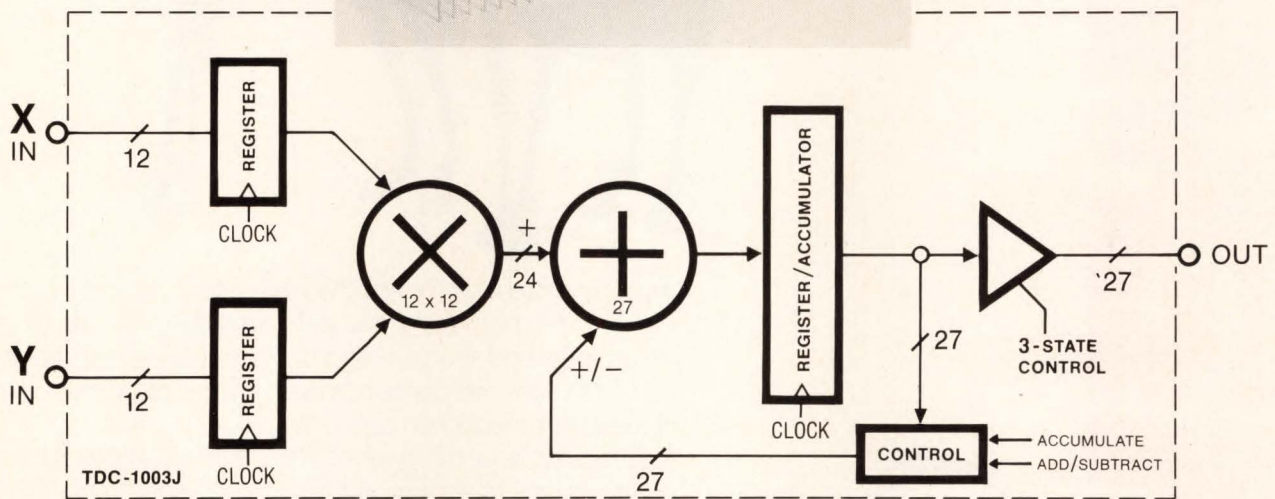 X
IN
12
REGISTER
CLOCK
Y
IN
12
REGISTER
CLOCK
12 x 12
+
24
27
+/−
REGISTER/ACCUMULATOR
CLOCK
27
3-STATE
CONTROL
27
OUT
CONTROL
ACCUMULATE
ADD/SUBTRACT
27
TDC-1003J